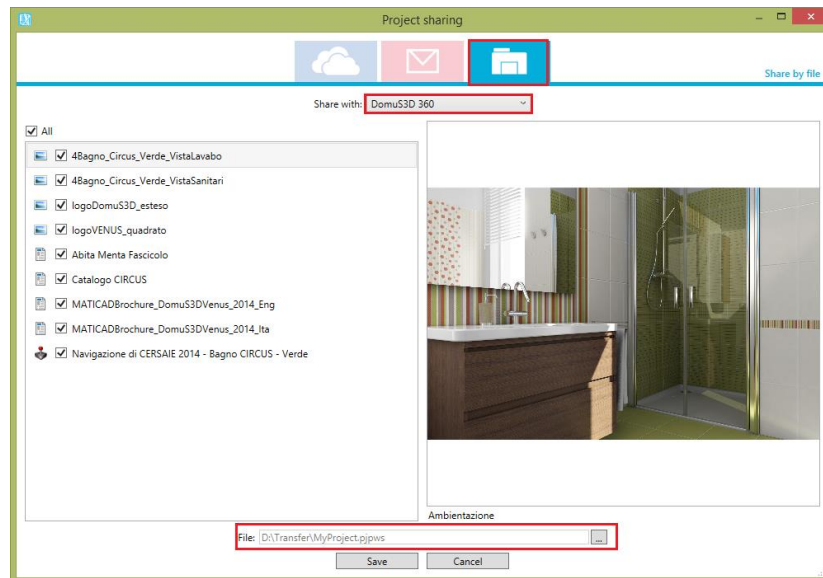 Project sharing
Share by file
Share with: DomuS3D 360
All
4Bagno_Circus_Verde_VistaLavabo
4Bagno_Circus_Verde_VistaSanitari
logoDomuS3D_esteso
logoVENUS_quadrato
Abita Menta Fascicolo
Catalogo CIRCUS
MATICADBrochure_DomuS3DVenus_2014_Eng
MATICADBrochure_DomuS3DVenus_2014_Ita
Navigazione di CERSAIE 2014 - Bagno CIRCUS - Verde
Ambientazione
File: D:\Transfer\MyProject.pjpws ...
Save Cancel